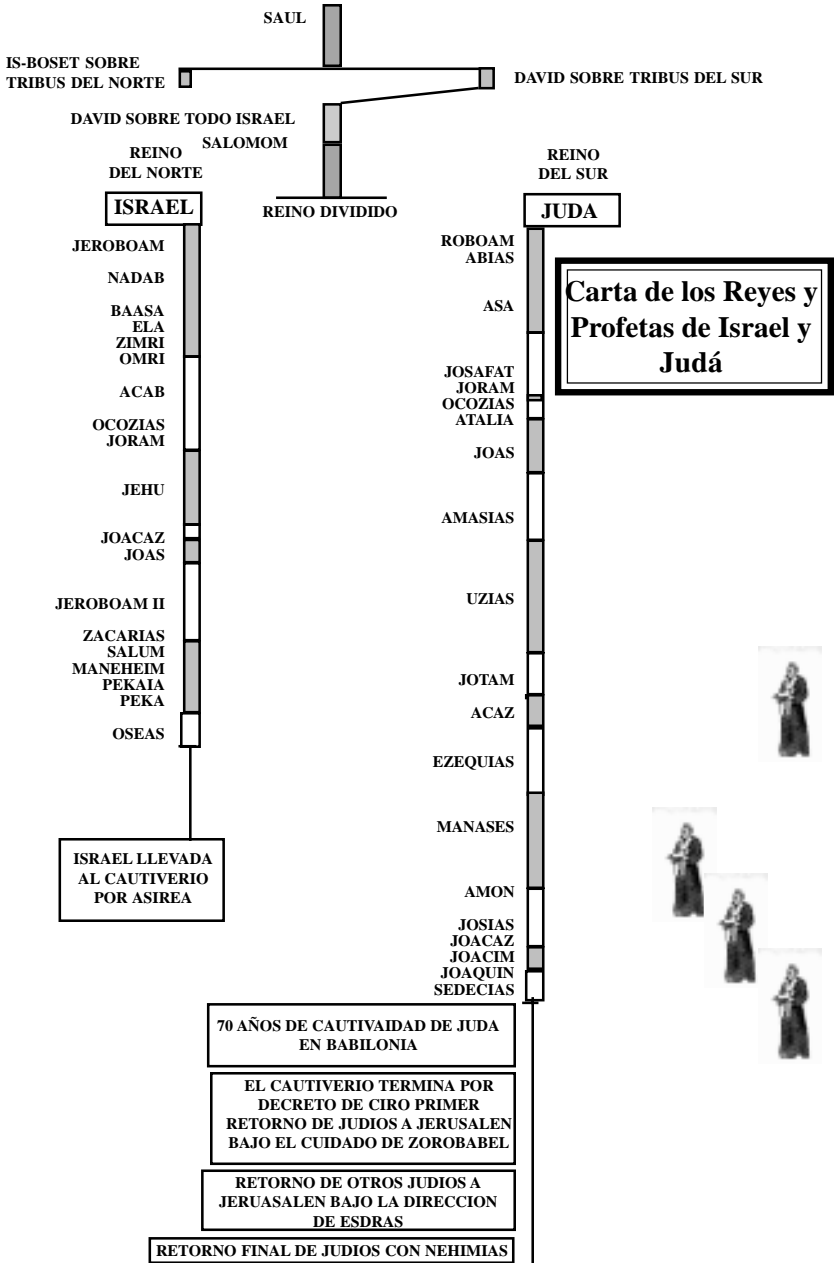 SAUL
IS-BOSET SOBRE
TRIBUS DEL NORTE
DAVID SOBRE TRIBUS DEL SUR
DAVID SOBRE TODO ISRAEL
SALOMOM
REINO
DEL NORTE
REINO
DEL SUR
ISRAEL
REINO DIVIDIDO
JUDA
JEROBOAM
NADAB
BAASA
ELA
ZIMRI
OMRI
ACAB
OCOZIAS
JORAM
JEHU
JOACAZ
JOAS
JEROBOAM II
ZACARIAS
SALUM
MANEHEIM
PEKAIA
PEKA
OSEAS
ISRAEL LLEVADA
AL CAUTIVERIO
POR ASIREA
ROBOAM
ABIAS
ASA
JOSAFAT
JORAM
OCOZIAS
ATALIA
JOAS
AMASIAS
UZIAS
JOTAM
ACAZ
EZEQUIAS
MANASES
AMON
JOSIAS
JOACAZ
JOACIM
JOAQUIN
SEDECIAS
Carta de los Reyes y
Profetas de Israel y
Judá
70 AÑOS DE CAUTIVAIDAD DE JUDA
EN BABILONIA
EL CAUTIVERIO TERMINA POR
DECRETO DE CIRO PRIMER
RETORNO DE JUDIOS A JERUSALEN
BAJO EL CUIDADO DE ZOROBABEL
RETORNO DE OTROS JUDIOS A
JERUASALEN BAJO LA DIRECCION
DE ESDRAS
RETORNO FINAL DE JUDIOS CON NEHIMIAS